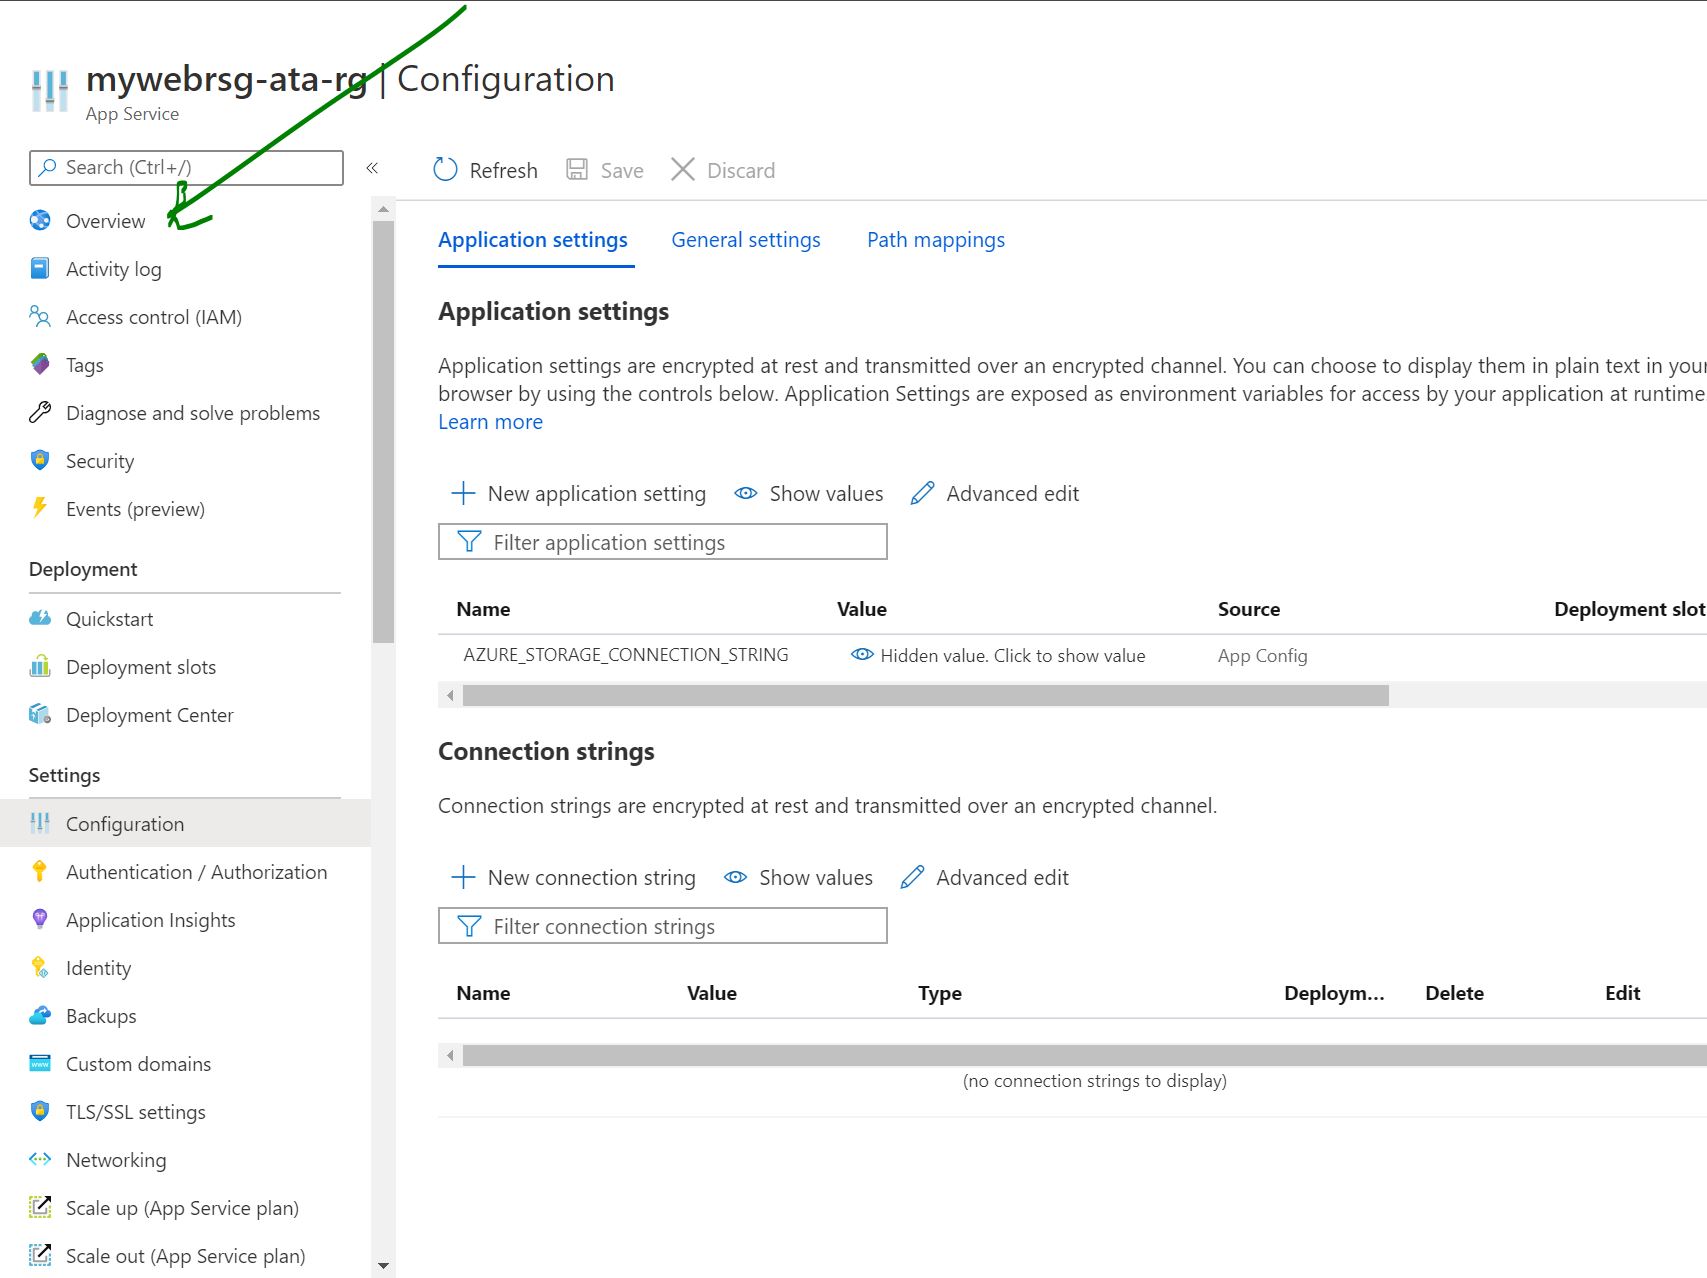 mywebrsg-ata-rg | Configuration
App Service
Search (Ctrl+/)
«
Overview
Activity log
Access control (IAM)
Tags
Diagnose and solve problems
Security
Events (preview)
Deployment
Quickstart
Deployment slots
Deployment Center
Settings
Configuration
Authentication / Authorization
Application Insights
Identity
Backups
Custom domains
TLS/SSL settings
Networking
Scale up (App Service plan)
Scale out (App Service plan)
Refresh Save Discard
Application settings General settings Path mappings
Application settings
Application settings are encrypted at rest and transmitted over an encrypted channel. You can choose to display them in plain text in your
browser by using the controls below. Application Settings are exposed as environment variables for access by your application at runtime.
Learn more
New application setting Show values Advanced edit
Filter application settings
Name Value Source Deployment slot
AZURE_STORAGE_CONNECTION_STRING Hidden value. Click to show value App Config
Connection strings
Connection strings are encrypted at rest and transmitted over an encrypted channel.
New connection string Show values Advanced edit
Filter connection strings
Name Value Type Deploym... Delete Edit
(no connection strings to display)